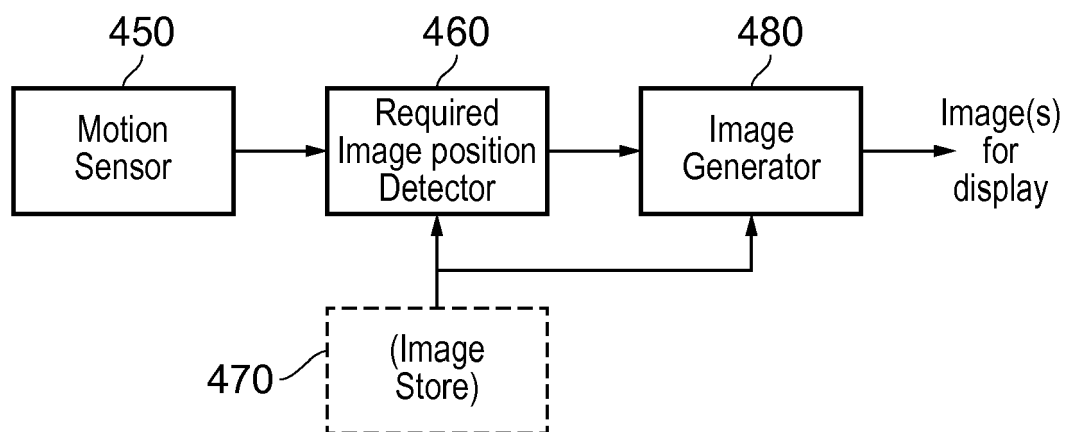 450
460
480
Motion
Sensor
Required
Image position
Detector
Image
Generator
Image(s)
for
display
470
(Image
Store)